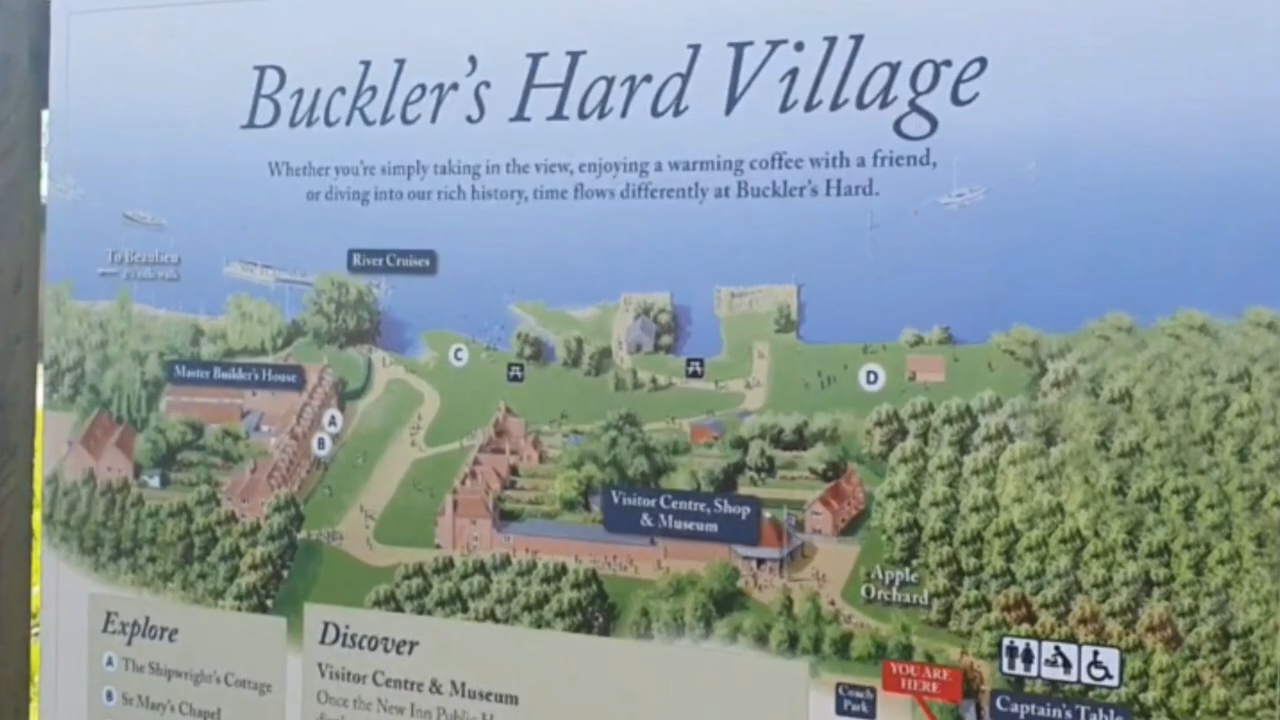 Buckler's Hard Village
Whether you're simply taking in the view, enjoying a warming coffee with a friend,
or diving into our rich history, time flows differently at Buckler's Hard.
To Beaulieu
River Cruises
C
Master Builder's House
D
A
B
Visitor Centre, Shop
& Museum
Apple
Orchard
Explore
A The Shipwright's Cottage
B St Mary's Chapel
Discover
Visitor Centre & Museum
Once the New Inn Public
YOU ARE
HERE
Coach
Park
Captain's Table